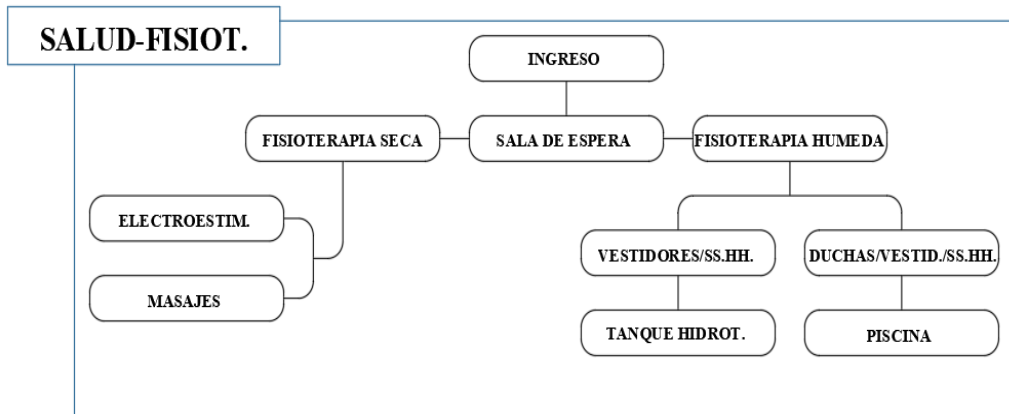 SALUD-FISIOT.
INGRESO
FISIOTERAPIA SECA
SALA DE ESPERA
FISIOTERAPIA HUMEDA
ELECTROESTIM.
MASAJES
VESTIDORES/SS.HH.
DUCHAS/VESTID./SS.HH.
TANQUE HIDROT.
PISCINA